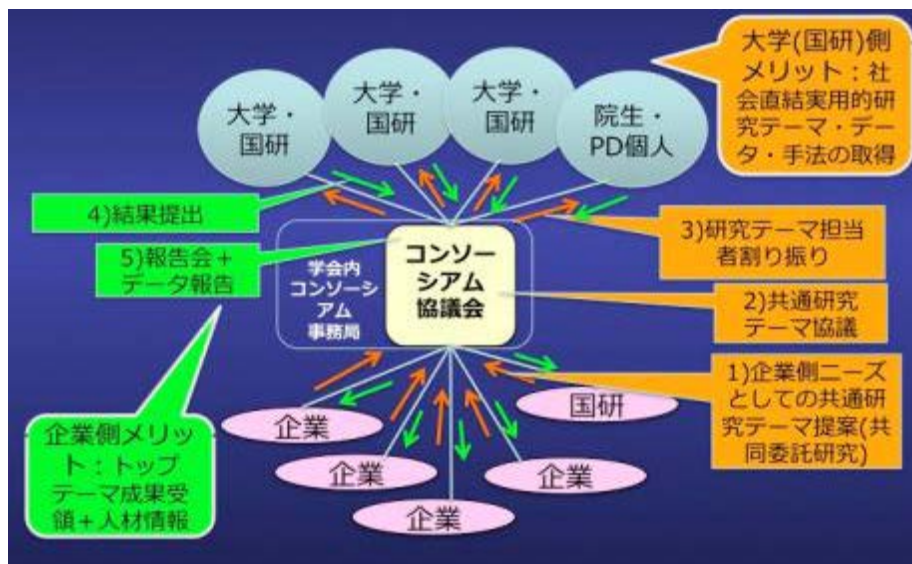 大学・
国研
大学・
国研
大学・
国研
院生・
PD個人
大学(国研)側
メリット：社
会直結実用的研
究テーマ・デー
タ・手法の取得
4)結果提出
5)報告会＋
データ報告
学会内
コンソーシ
アム
事務局
コンソー
シアム
協議会
3)研究テーマ担当
者割り振り
2)共通研究
テーマ協議
1)企業側ニーズ
としての共通研
究テーマ提案(共
同委託研究)
企業
企業
企業
企業
国研
企業側メリッ
ト：トップ
テーマ成果受
領＋人材情報